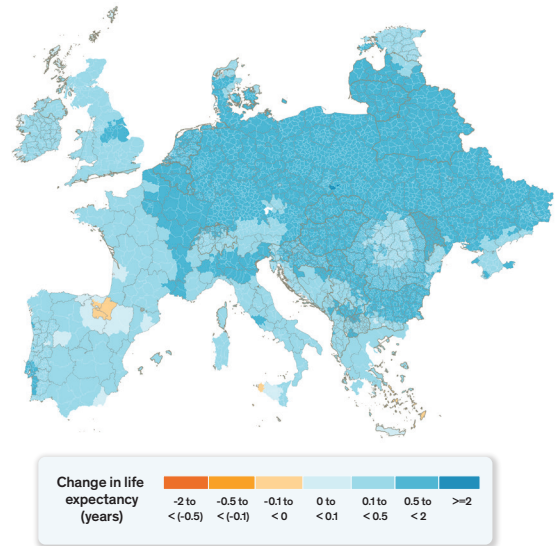 Change in life
expectancy
(years)
-2 to
< (-0.5)
-0.5 to
< (-0.1)
-0.1 to
< 0
0 to
< 0.1
0.1 to
< 0.5
0.5 to
< 2
>=2